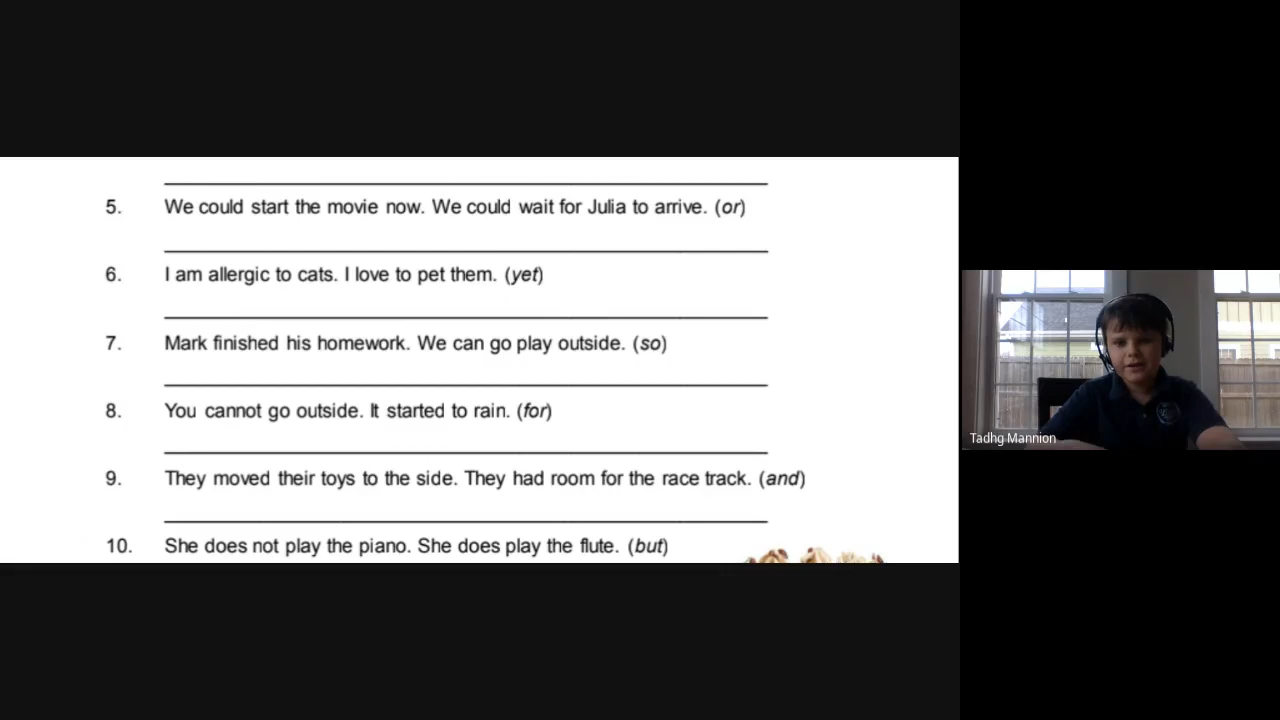 5. We could start the movie now. We could wait for Julia to arrive. (or)
6. I am allergic to cats. I love to pet them. (yet)
7. Mark finished his homework. We can go play outside. (so)
8. You cannot go outside. It started to rain. (for)
Tadhg Mannion
9. They moved their toys to the side. They had room for the race track. (and)
10. She does not play the piano. She does play the flute. (but)